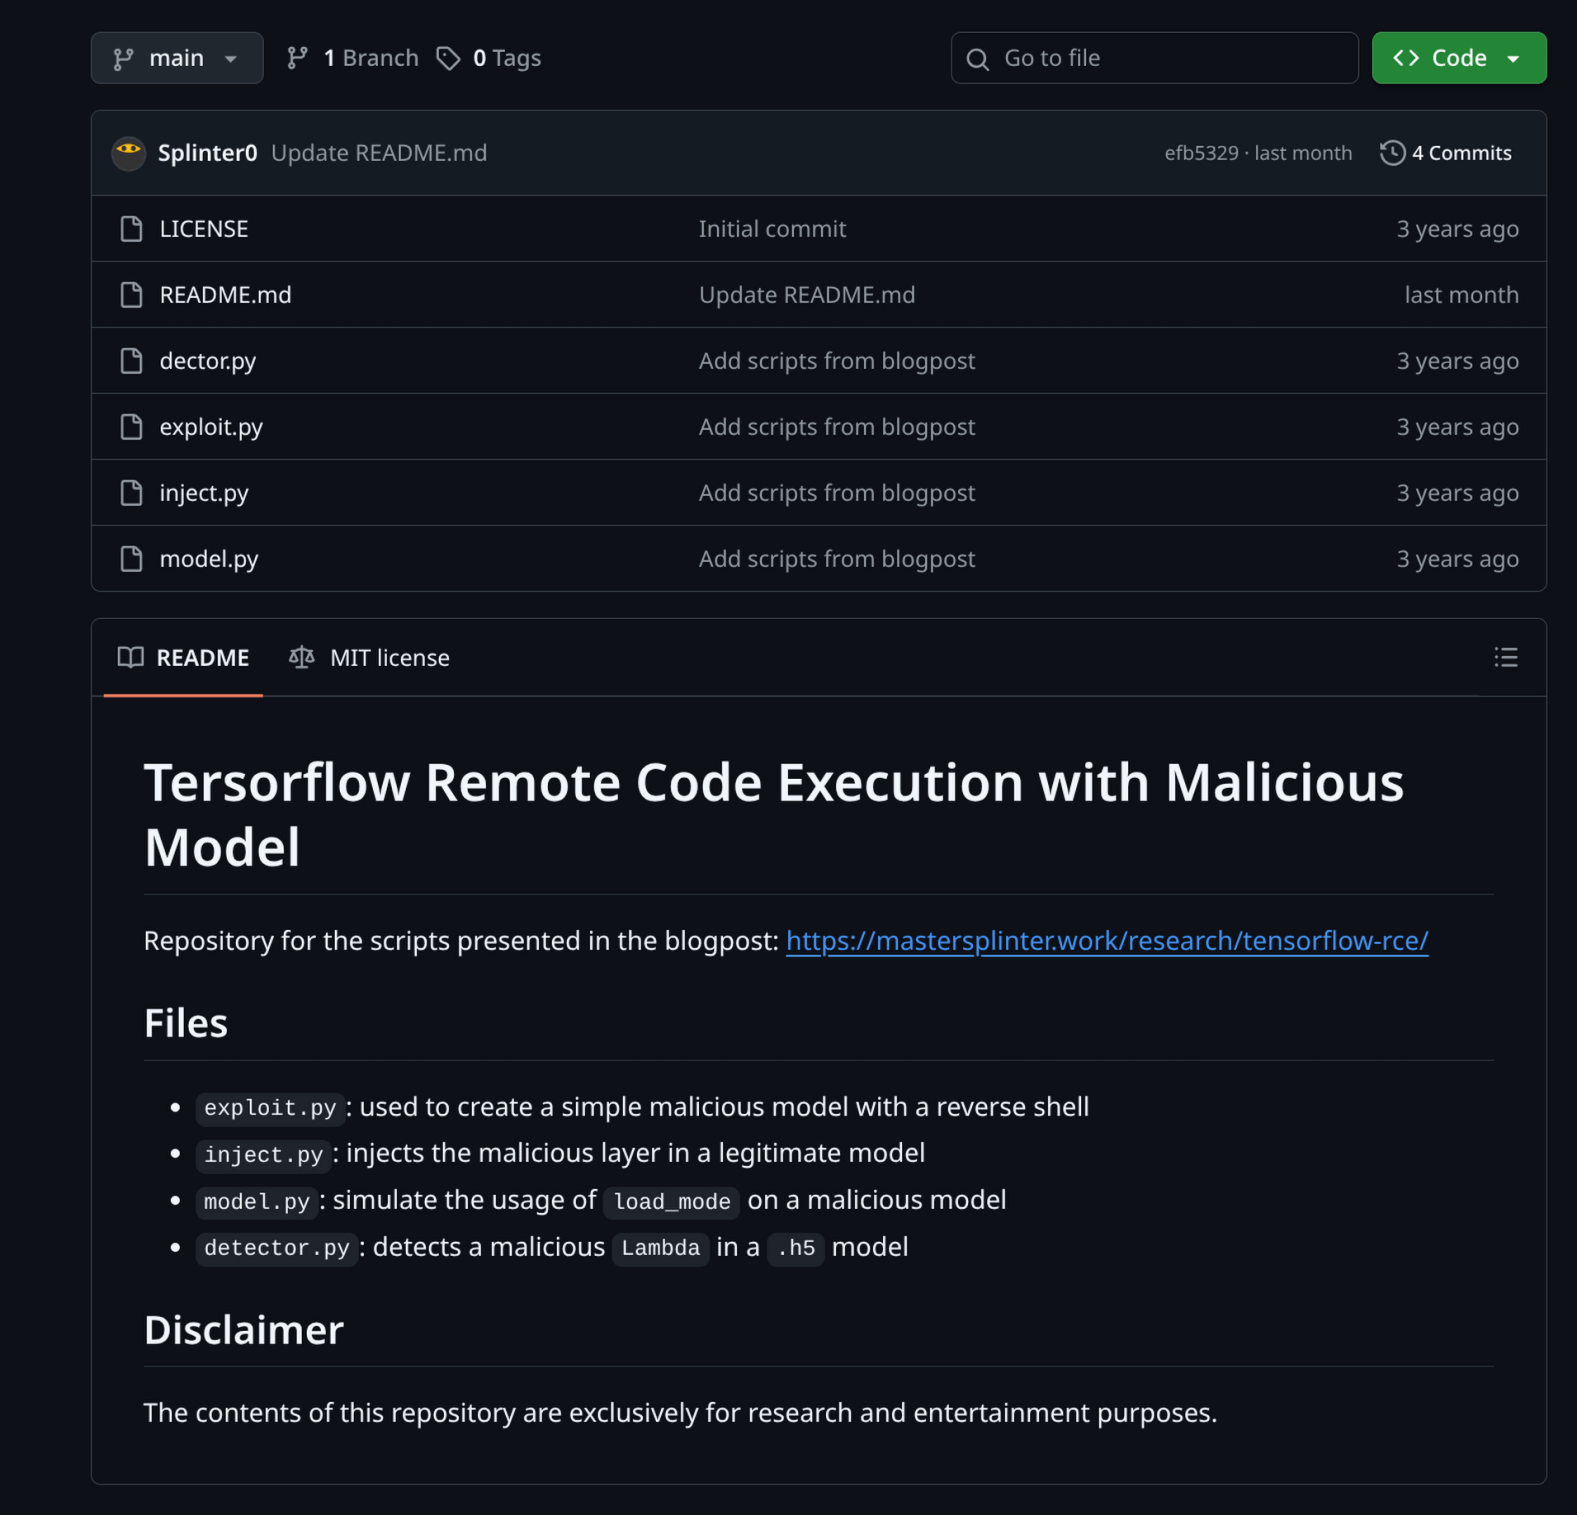 main 1 Branch 0 Tags Go to file Code
Splinter0 Update README.md efb5329 · last month 4 Commits
LICENSE Initial commit 3 years ago
README.md Update README.md last month
dector.py Add scripts from blogpost 3 years ago
exploit.py Add scripts from blogpost 3 years ago
inject.py Add scripts from blogpost 3 years ago
model.py Add scripts from blogpost 3 years ago
README MIT license
Tersorflow Remote Code Execution with Malicious
Model
Repository for the scripts presented in the blogpost: https://mastersplinter.work/research/tensorflow-rce/
Files
• exploit.py: used to create a simple malicious model with a reverse shell
• inject.py: injects the malicious layer in a legitimate model
• model.py: simulate the usage of load_mode on a malicious model
• detector.py: detects a malicious Lambda in a .h5 model
Disclaimer
The contents of this repository are exclusively for research and entertainment purposes.